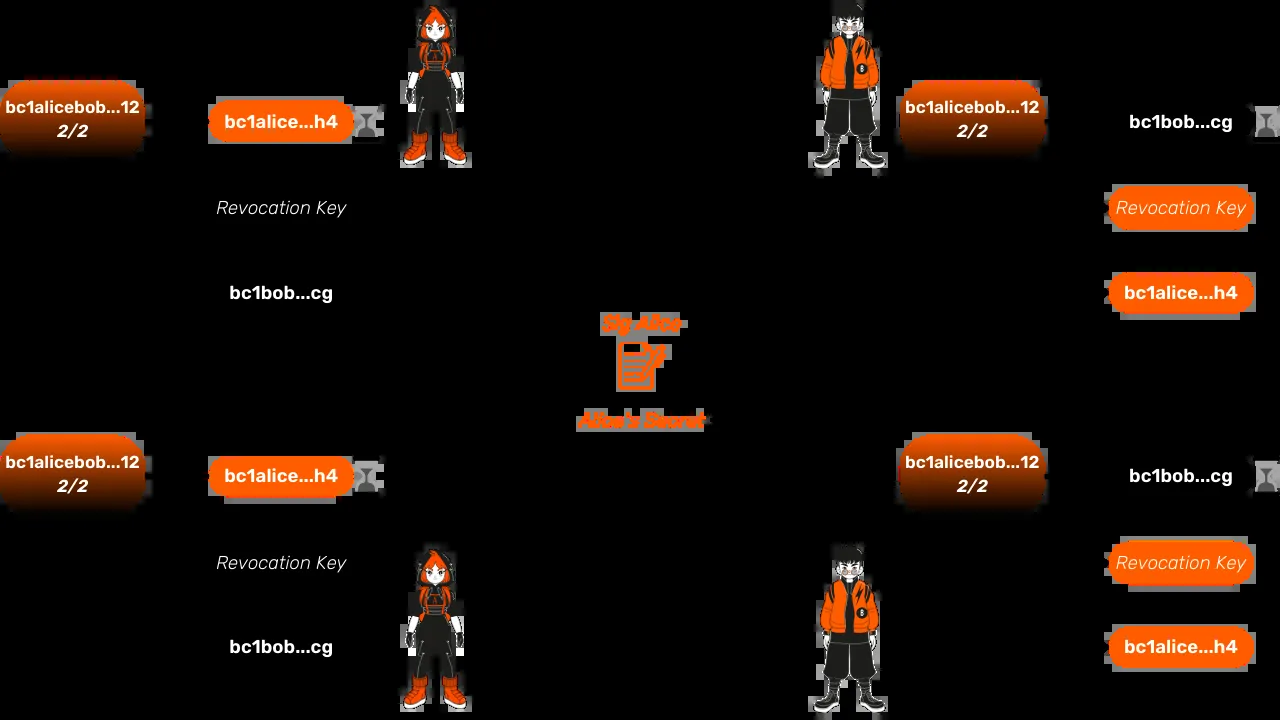 bc1alicebob...12
2/2
bc1alice...h4
Revocation Key
bc1bob...cg
bc1alicebob...12
2/2
bc1bob...cg
Revocation Key
bc1alice...h4
Sig Alice
Alice's Secret
bc1alicebob...12
2/2
bc1alice...h4
Revocation Key
bc1bob...cg
bc1alicebob...12
2/2
bc1bob...cg
Revocation Key
bc1alice...h4